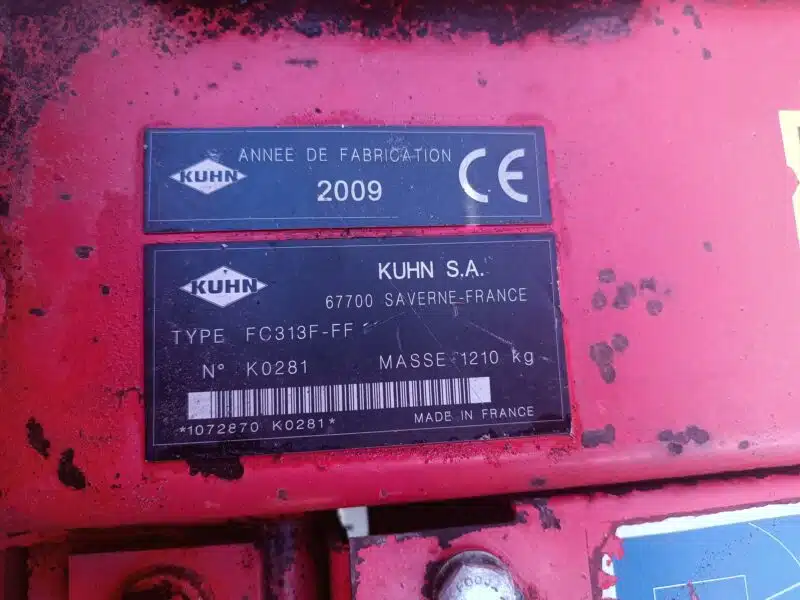 KUHN
ANNEE DE FABRICATION
2009
CE
KUHN
KUHN S.A.
67700 SAVERNE-FRANCE
TYPE FC313F-FF
N° K0281 MASSE 1210 kg
*1072870 K0281*
MADE IN FRANCE